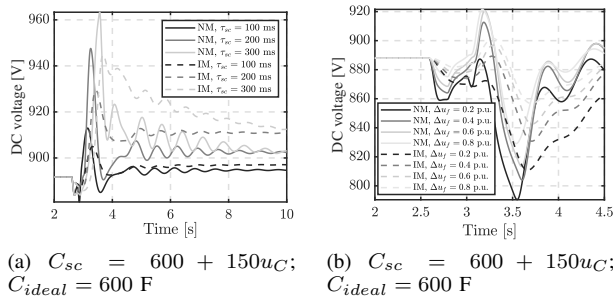 960
940
920
900
DC voltage [V]
NM, τsc = 100 ms
NM, τsc = 200 ms
NM, τsc = 300 ms
IM, τsc = 100 ms
IM, τsc = 200 ms
IM, τsc = 300 ms
2 4 6 8 10
Time [s]
(a) Csc = 600 + 150uC;
Cideal = 600 F
920
900
880
860
840
820
800
DC voltage [V]
NM, Δuf = 0.2 p.u.
NM, Δuf = 0.4 p.u.
NM, Δuf = 0.6 p.u.
NM, Δuf = 0.8 p.u.
IM, Δuf = 0.2 p.u.
IM, Δuf = 0.4 p.u.
IM, Δuf = 0.6 p.u.
IM, Δuf = 0.8 p.u.
2 2.5 3 3.5 4 4.5
Time [s]
(b) Csc = 600 + 150uC;
Cideal = 600 F